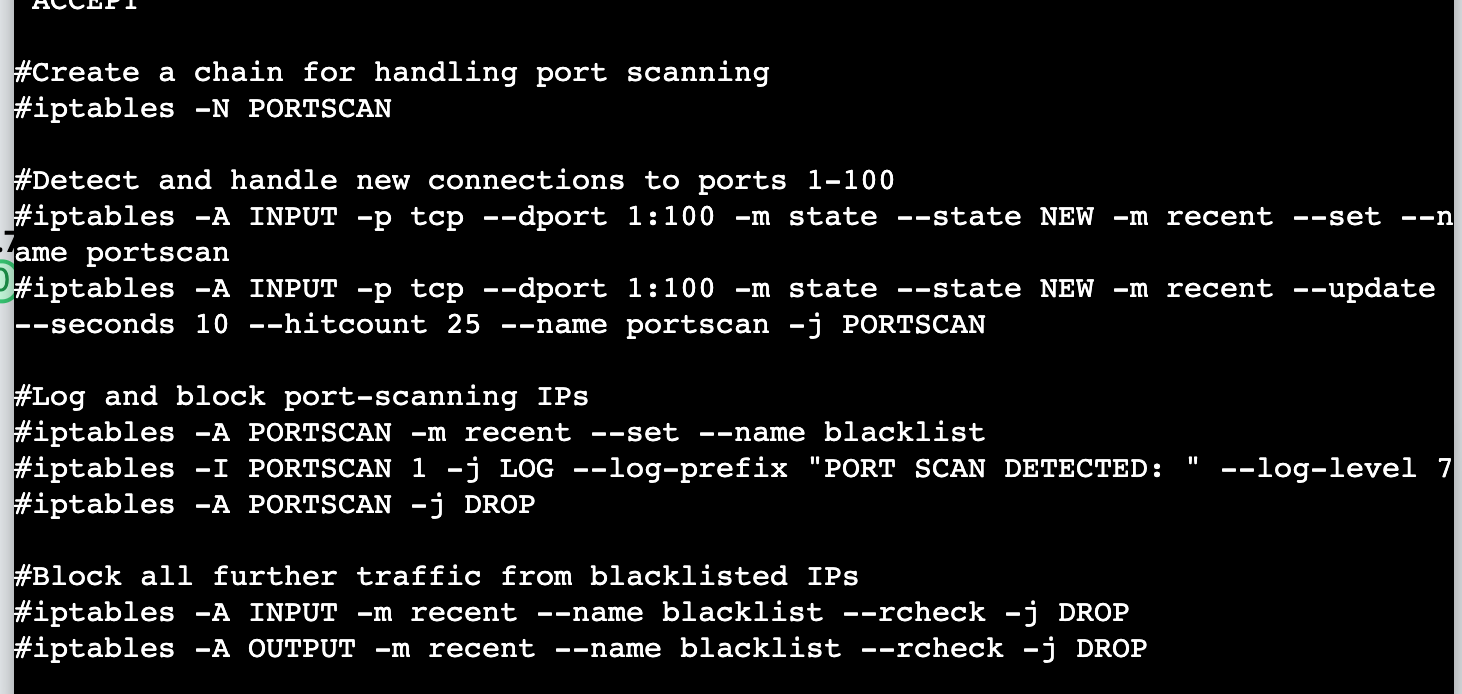 ACCEPT
#Create a chain for handling port scanning
#iptables -N PORTSCAN
#Detect and handle new connections to ports 1-100
#iptables -A INPUT -p tcp --dport 1:100 -m state --state NEW -m recent --set --n
ame portscan
#iptables -A INPUT -p tcp --dport 1:100 -m state --state NEW -m recent --update
--seconds 10 --hitcount 25 --name portscan -j PORTSCAN
#Log and block port-scanning IPs
#iptables -A PORTSCAN -m recent --set --name blacklist
#iptables -I PORTSCAN 1 -j LOG --log-prefix "PORT SCAN DETECTED: " --log-level 7
#iptables -A PORTSCAN -j DROP
#Block all further traffic from blacklisted IPs
#iptables -A INPUT -m recent --name blacklist --rcheck -j DROP
#iptables -A OUTPUT -m recent --name blacklist --rcheck -j DROP